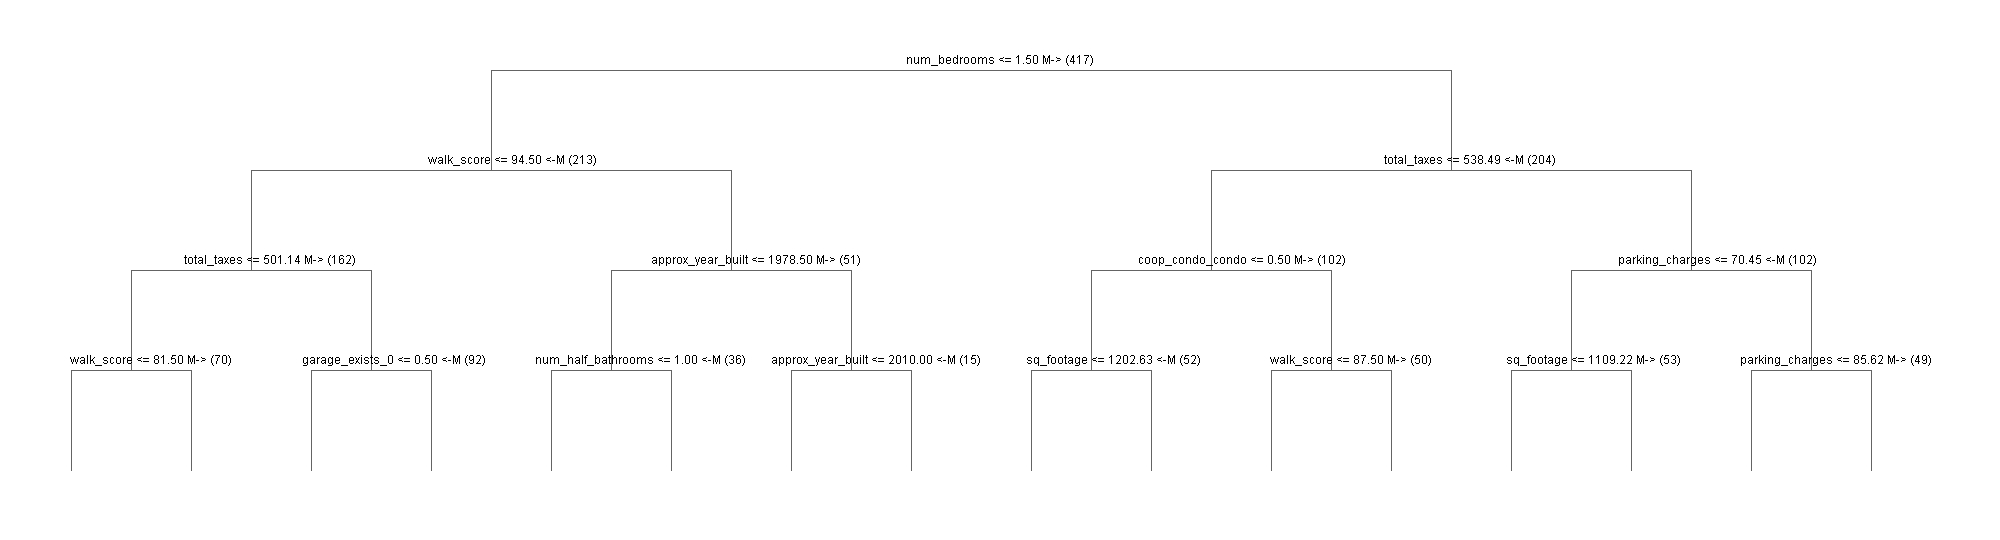 num_bedrooms <= 1.50 M-> (417)
walk_score <= 94.50 <-M (213)
total_taxes <= 538.49 <-M (204)
total_taxes <= 501.14 M-> (162)
approx_year_built <= 1978.50 M-> (51)
coop_condo_condo <= 0.50 M-> (102)
parking_charges <= 70.45 <-M (102)
walk_score <= 81.50 M-> (70)
garage_exists_0 <= 0.50 <-M (92)
num_half_bathrooms <= 1.00 <-M (36)
approx_year_built <= 2010.00 <-M (15)
sq_footage <= 1202.63 <-M (52)
walk_score <= 87.50 M-> (50)
sq_footage <= 1109.22 M-> (53)
parking_charges <= 85.62 M-> (49)